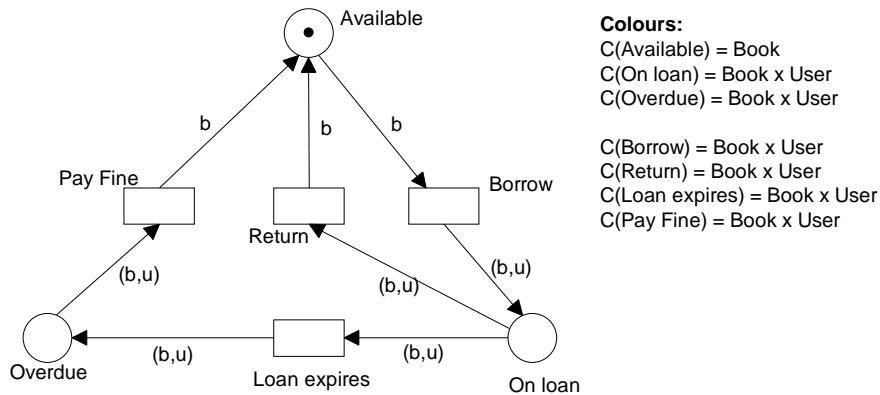 Available
Colours:
C(Available) = Book
C(On loan) = Book x User
C(Overdue) = Book x User
C(Borrow) = Book x User
C(Return) = Book x User
C(Loan expires) = Book x User
C(Pay Fine) = Book x User
b
b
b
Pay Fine
Borrow
Return
(b,u)
(b,u)
(b,u)
(b,u)
(b,u)
Overdue
Loan expires
On loan